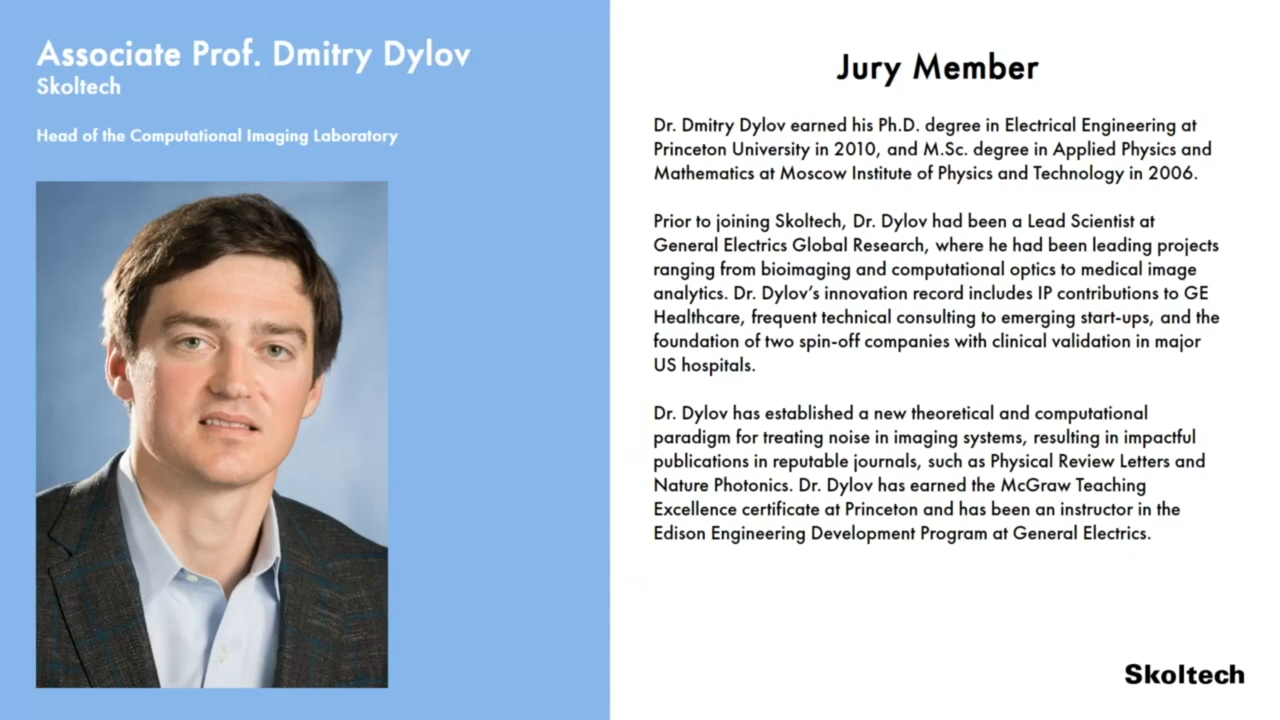 Associate Prof. Dmitry Dylov
Skoltech
Head of the Computational Imaging Laboratory
Jury Member
Dr. Dmitry Dylov earned his Ph.D. degree in Electrical Engineering at
Princeton University in 2010, and M.Sc. degree in Applied Physics and
Mathematics at Moscow Institute of Physics and Technology in 2006.
Prior to joining Skoltech, Dr. Dylov had been a Lead Scientist at
General Electrics Global Research, where he had been leading projects
ranging from bioimaging and computational optics to medical image
analytics. Dr. Dylov’s innovation record includes IP contributions to GE
Healthcare, frequent technical consulting to emerging start-ups, and the
foundation of two spin-off companies with clinical validation in major
US hospitals.
Dr. Dylov has established a new theoretical and computational
paradigm for treating noise in imaging systems, resulting in impactful
publications in reputable journals, such as Physical Review Letters and
Nature Photonics. Dr. Dylov has earned the McGraw Teaching
Excellence certificate at Princeton and has been an instructor in the
Edison Engineering Development Program at General Electrics.
Skoltech